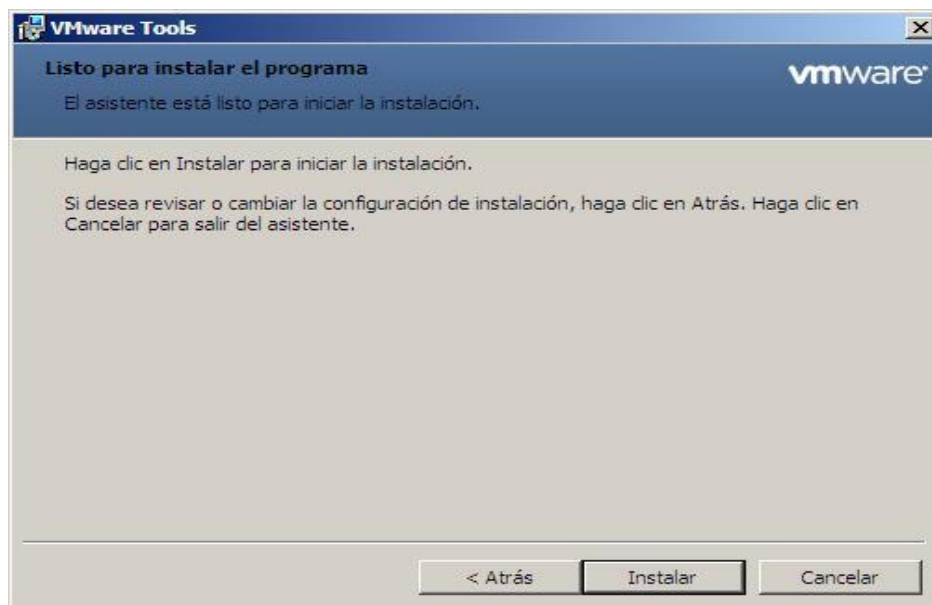 VMware Tools
Listo para instalar el programa
vmware
El asistente está listo para iniciar la instalación.
Haga clic en Instalar para iniciar la instalación.
Si desea revisar o cambiar la configuración de instalación, haga clic en Atrás. Haga clic en
Cancelar para salir del asistente.
< Atrás
Instalar
Cancelar